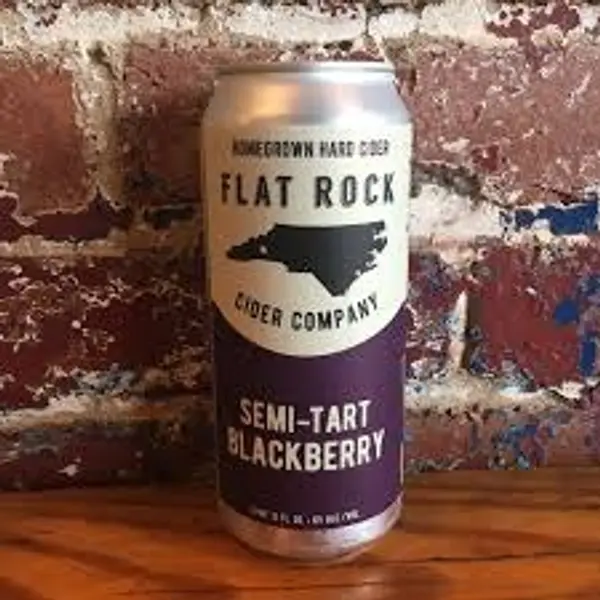 HOMEGROWN HARD CIDER
FLAT ROCK
CIDER COMPANY
SEMI-TART
BLACKBERRY